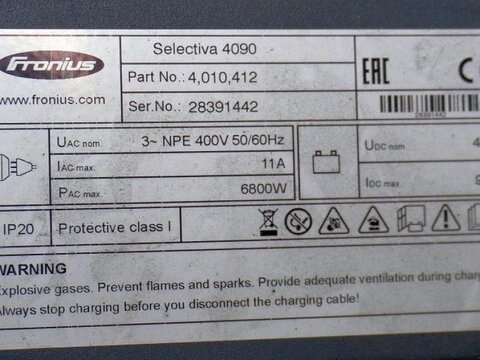 Fronius
www.fronius.com
Selectiva 4090
Part No.: 4,010,412
Ser.No.: 28391442
EAC
CE
28391442
UAC nom. 3~ NPE 400V 50/60Hz
IAC max. 11A
PAC max. 6800W
UDC nom. 4
IDC max. 9
IP20
Protective class I
WARNING
Explosive gases. Prevent flames and sparks. Provide adequate ventilation during charg
Always stop charging before you disconnect the charging cable!